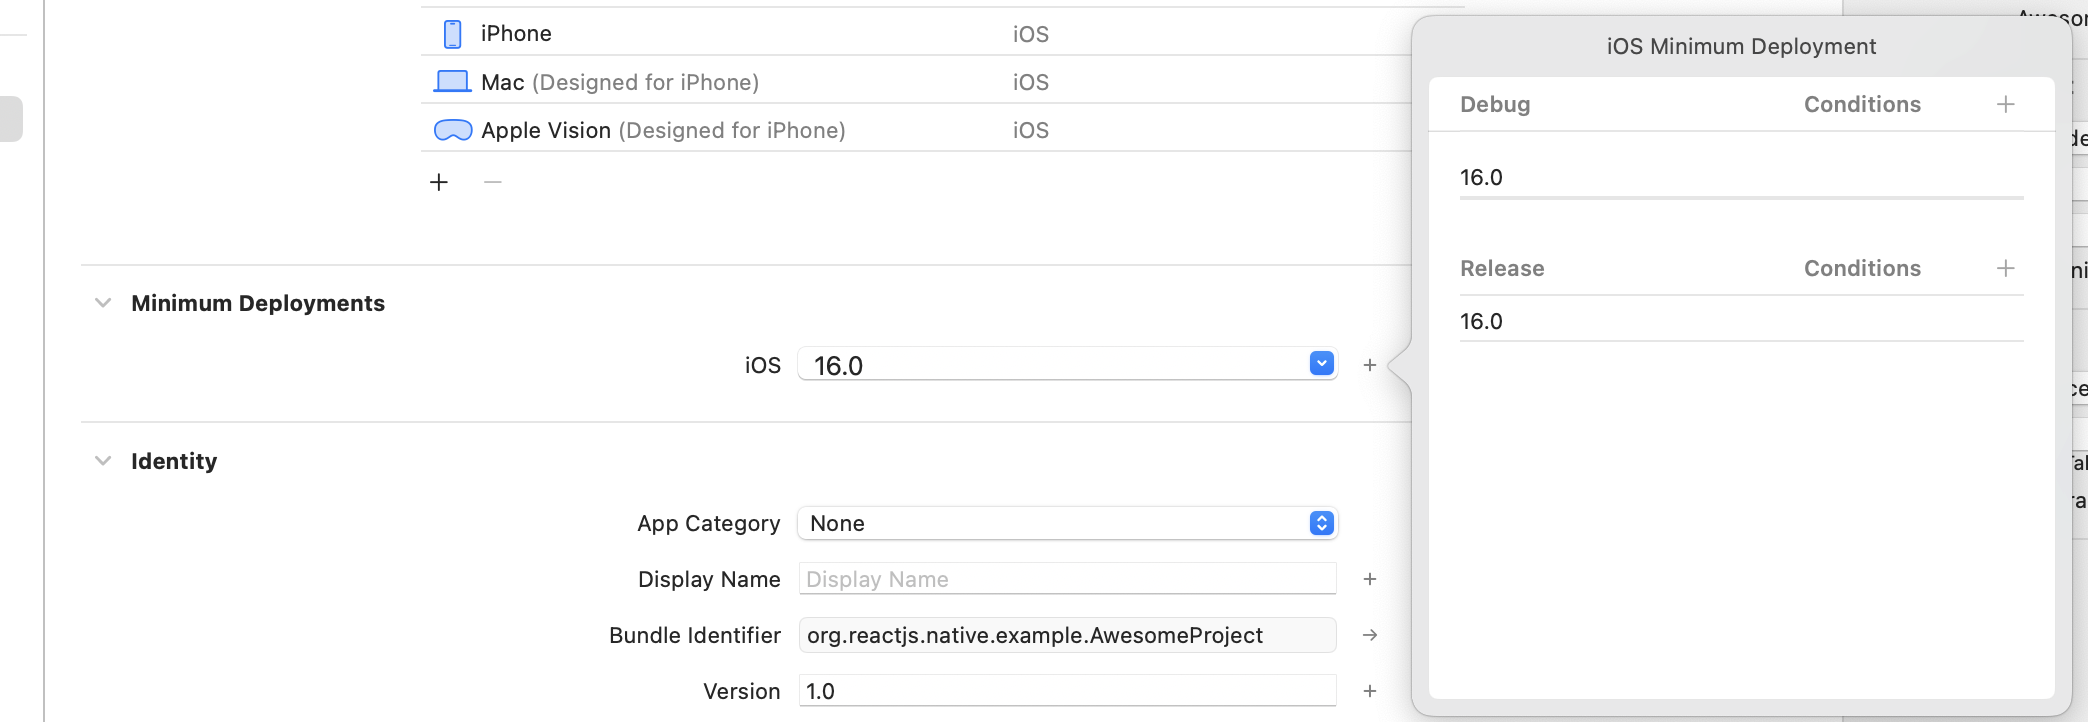 iPhone iOS
Mac (Designed for iPhone) iOS
Apple Vision (Designed for iPhone) iOS
Minimum Deployments
iOS 16.0
Identity
App Category None
Display Name Display Name
Bundle Identifier org.reactjs.native.example.AwesomeProject
Version 1.0
iOS Minimum Deployment
Debug Conditions
16.0
Release Conditions
16.0